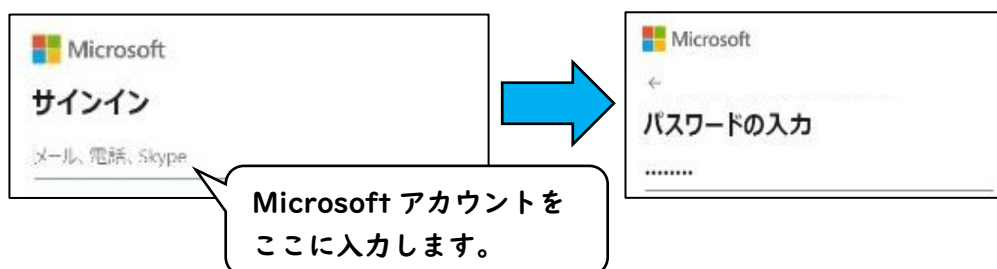 Microsoft
サインイン
メール、電話、Skype
Microsoft アカウントを
ここに入力します。
Microsoft
←
パスワードの入力
········